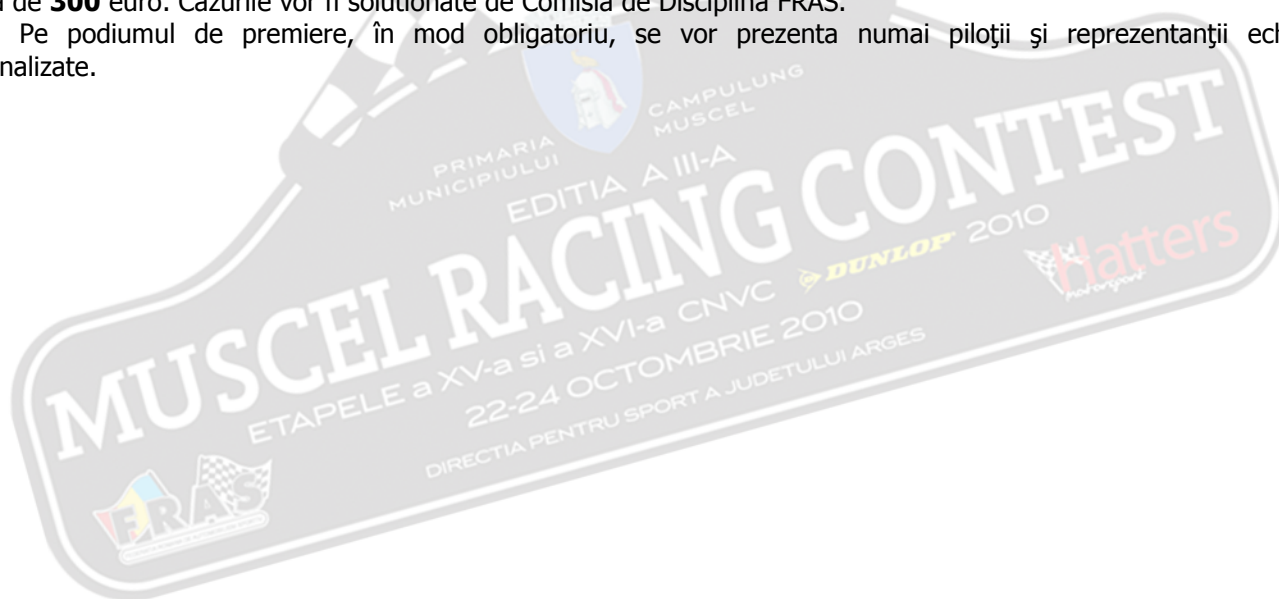 a de 300 euro. Cazurile vor fi soluționate de Comisia de Disciplină FRAS.
Pe podiumul de premiere, în mod obligatoriu, se vor prezenta numai piloţii şi reprezentanţii ech
nalizate.
CAMPULUNG
MUSCEL
PRIMARIA
MUNICIPIULUI
EDITIA A III-A
MUSCEL RACING CONTEST
ETAPELE a XV-a si a XVI-a CNVC DUNLOP 2010
22-24 OCTOMBRIE 2010
DIRECTIA PENTRU SPORT A JUDETULUI ARGES
Hatters
motorsport
FRAS